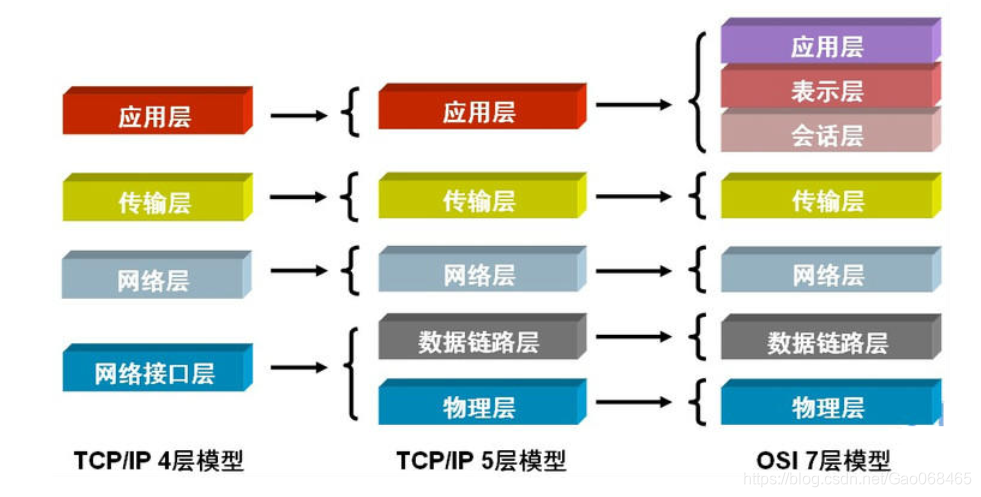 应用层
传输层
网络层
网络接口层
TCP/IP 4层模型
应用层
传输层
网络层
数据链路层
物理层
TCP/IP 5层模型
应用层
表示层
会话层
传输层
网络层
数据链路层
物理层
OSI 7层模型
https://blog.csdn.net/Gao068465